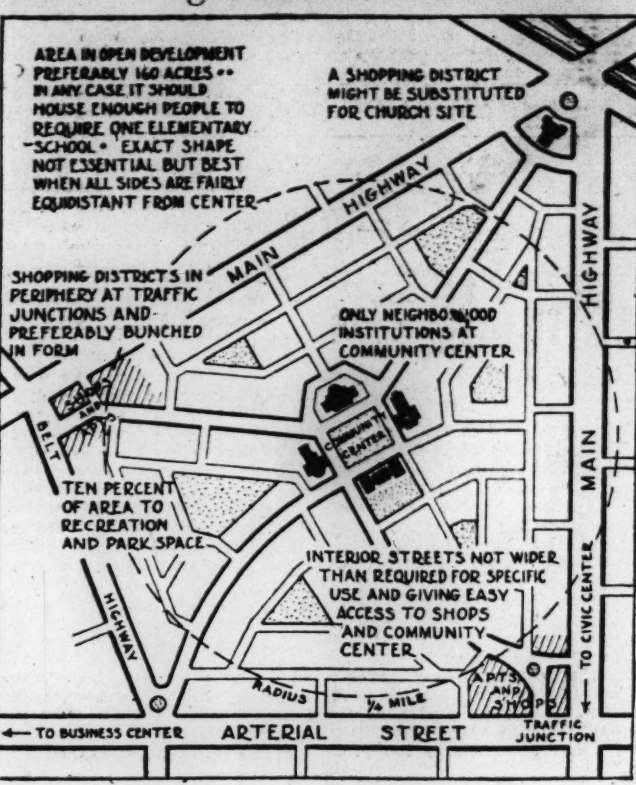 AREA IN OPEN DEVELOPMENT
PREFERABLY 160 ACRES ••
IN ANY CASE IT SHOULD
HOUSE ENOUGH PEOPLE TO
REQUIRE ONE ELEMENTARY
SCHOOL • EXACT SHAPE
NOT ESSENTIAL BUT BEST
WHEN ALL SIDES ARE FAIRLY
EQUIDISTANT FROM CENTER
A SHOPPING DISTRICT
MIGHT BE SUBSTITUTED
FOR CHURCH SITE
MAIN HIGHWAY
HIGHWAY
MAIN
SHOPPING DISTRICTS IN
PERIPHERY AT TRAFFIC
JUNCTIONS AND
PREFERABLY BUNCHED
IN FORM
ONLY NEIGHBORHOOD
INSTITUTIONS AT
COMMUNITY CENTER
SHOPS
AND
APTS
BELT
HIGHWAY
COMMUNITY
CENTER
TEN PERCENT
OF AREA TO
RECREATION
AND PARK SPACE
INTERIOR STREETS NOT WIDER
THAN REQUIRED FOR SPECIFIC
USE AND GIVING EASY
ACCESS TO SHOPS
AND COMMUNITY
CENTER
TO CIVIC CENTER
APTS
AND
SHOPS
RADIUS 1/4 MILE
TRAFFIC
JUNCTION
TO BUSINESS CENTER
ARTERIAL STREET